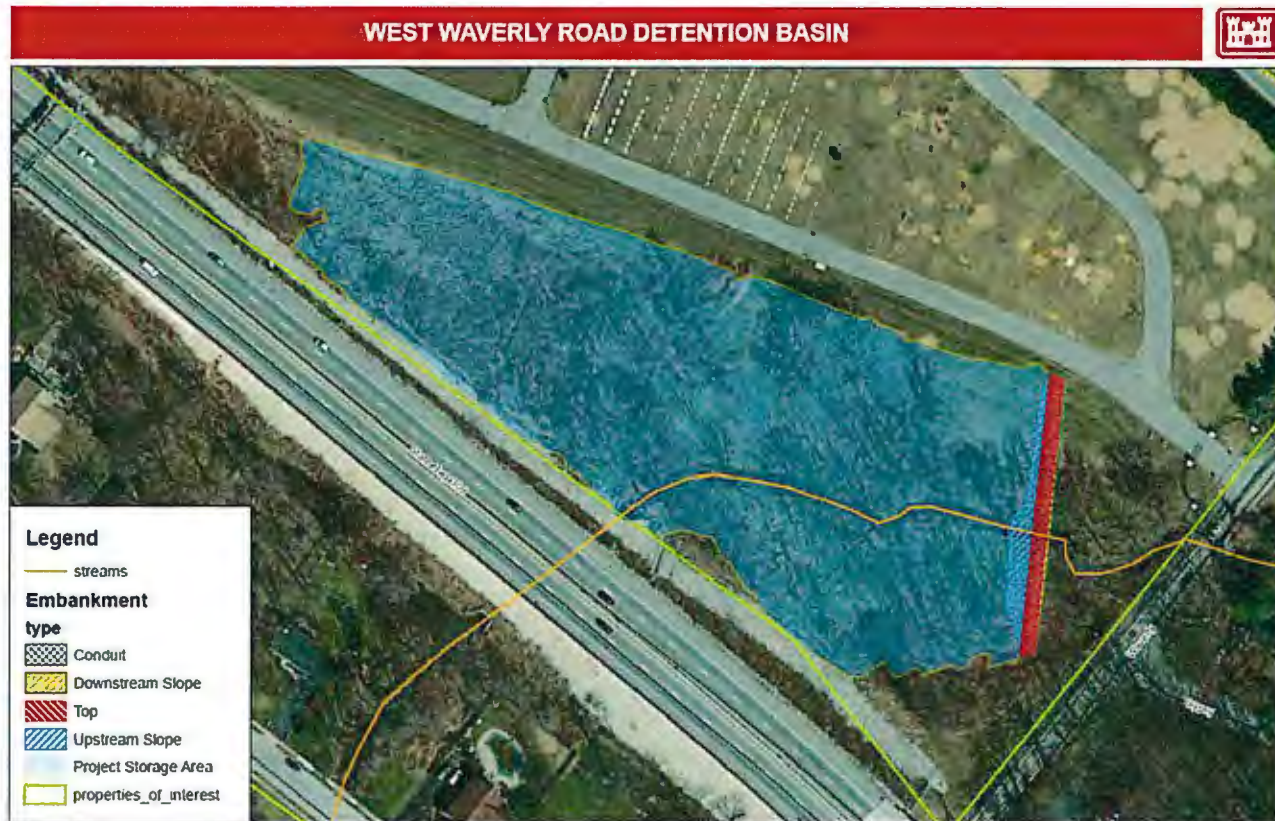 WEST WAVERLY ROAD DETENTION BASIN
Legend
streams
Embankment
type
Conduit
Downstream Slope
Top
Upstream Slope
Project Storage Area
properties_of_interest